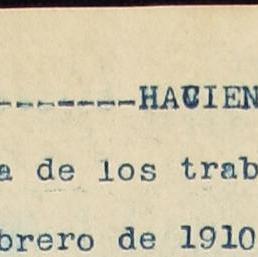 --------HACIEN
a de los trab
brero de 1910